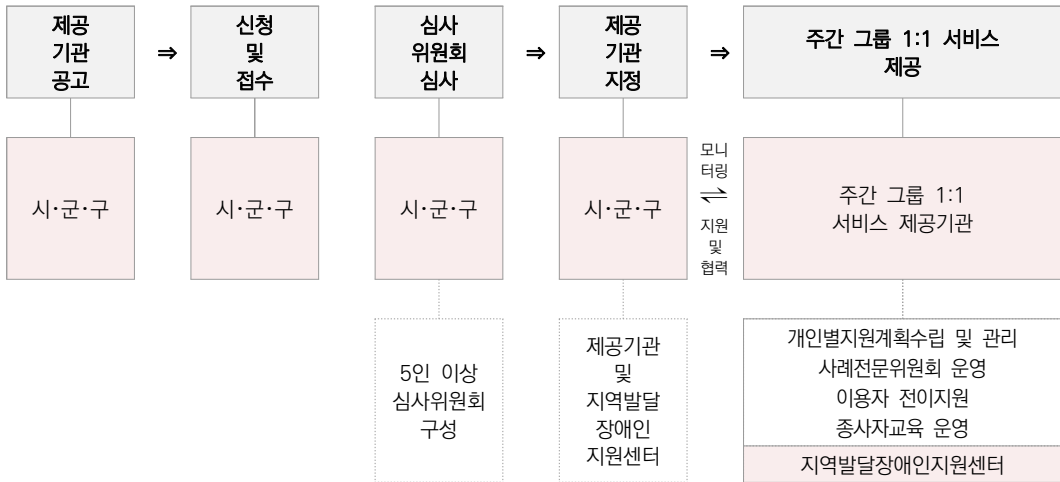 제공
기관
공고
⇒
신청
및
접수
심사
위원회
심사
⇒
제공
기관
지정
⇒
주간 그룹 1:1 서비스
제공
시·군·구
시·군·구
시·군·구
시·군·구
모니
터링
⇌
지원
및
협력
주간 그룹 1:1
서비스 제공기관
5인 이상
심사위원회
구성
제공기관
및
지역발달
장애인
지원센터
개인별지원계획수립 및 관리
사례전문위원회 운영
이용자 전이지원
종사자교육 운영
지역발달장애인지원센터